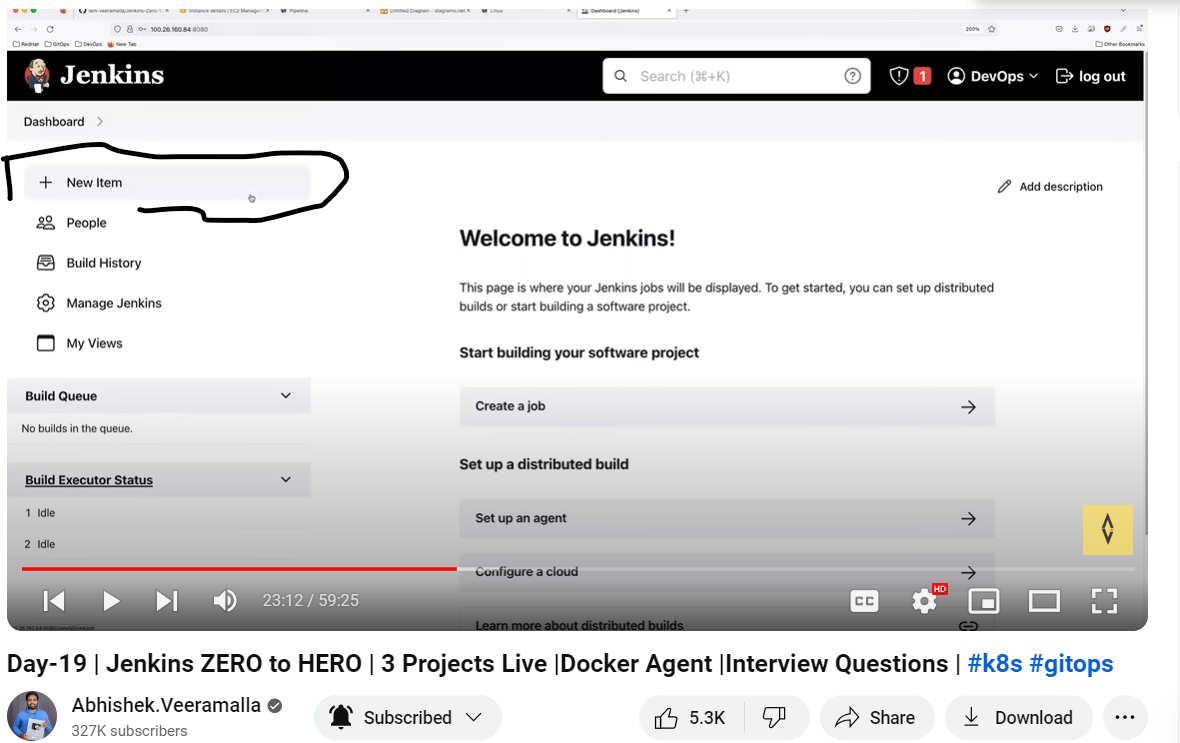 iam-veeramalla/Jenkins-Zero-T
Instance details | EC2 Manage
Pipeline
Untitled Diagram - diagrams.net
Linux
Dashboard [Jenkins]
100.26.160.84:8080
200%
RedHat GitOps DevOps New Tab
Other Bookmarks
Jenkins
Search (⌘+K)
1
DevOps
log out
Dashboard
New Item
Add description
People
Build History
Manage Jenkins
My Views
Welcome to Jenkins!
This page is where your Jenkins jobs will be displayed. To get started, you can set up distributed
builds or start building a software project.
Start building your software project
Create a job
Build Queue
No builds in the queue.
Set up a distributed build
Build Executor Status
1 Idle
2 Idle
Set up an agent
Configure a cloud
Learn more about distributed builds
23:12 / 59:25
CC
HD
Day-19 | Jenkins ZERO to HERO | 3 Projects Live |Docker Agent |Interview Questions | #k8s #gitops
Abhishek.Veeramalla
327K subscribers
Subscribed
5.3K
Share
Download